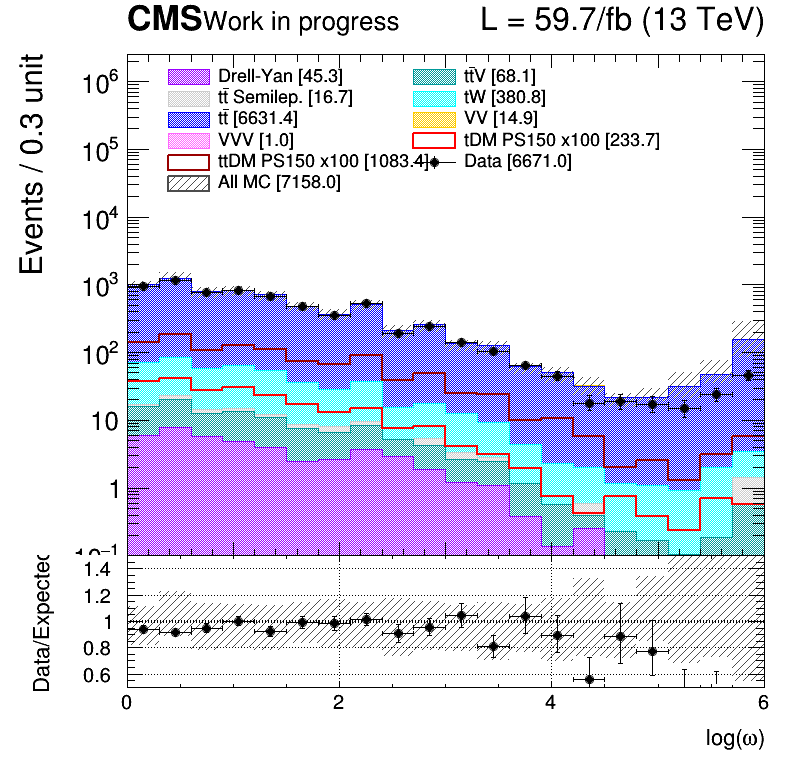 CMS Work in progress L = 59.7/fb (13 TeV)
Events / 0.3 unit
10⁶
10⁵
10⁴
10³
10²
10
1
10⁻¹
Drell-Yan [45.3] tt̄V [68.1]
tt̄ Semilep. [16.7] tW [380.8]
tt̄ [6631.4] VV [14.9]
VVV [1.0] tDM PS150 x100 [233.7]
ttDM PS150 x100 [1083.4] Data [6671.0]
All MC [7158.0]
Data/Expected
1.4
1.2
1
0.8
0.6
0 2 4 6
log(ω)